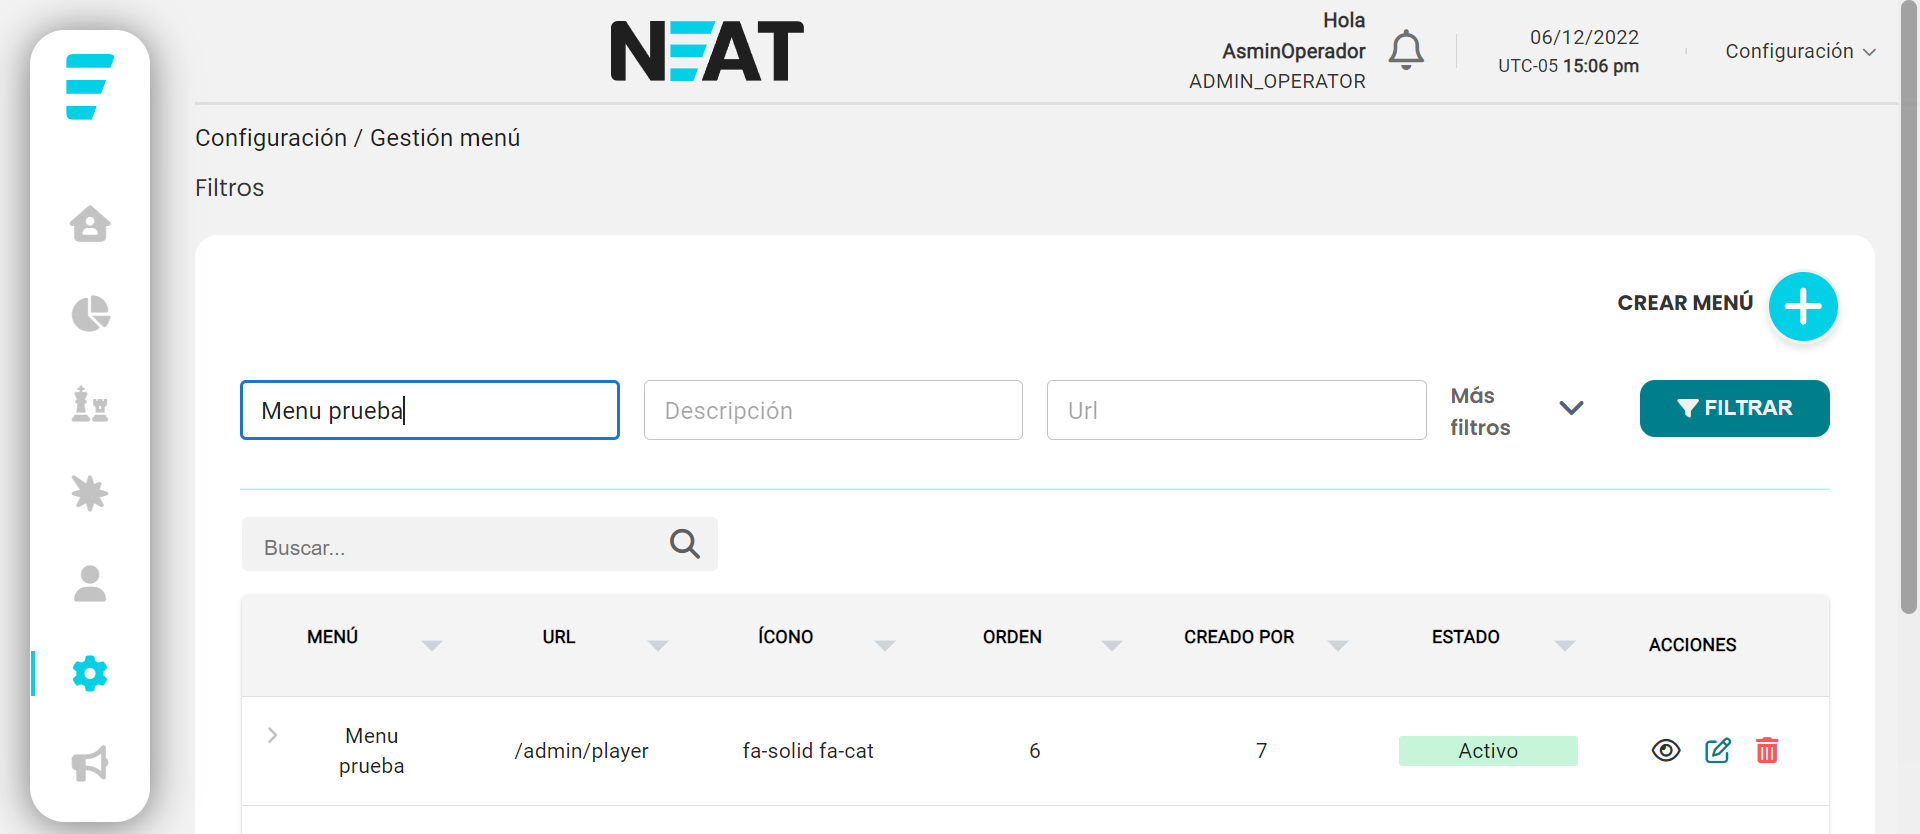 NEAT
Hola
AsminOperador
ADMIN_OPERATOR
06/12/2022
UTC-05 15:06 pm
Configuración
Configuración / Gestión menú
Filtros
CREAR MENÚ
Menu prueba
Descripción
Url
Más
filtros
FILTRAR
Buscar...
MENÚ URL ÍCONO ORDEN CREADO POR ESTADO ACCIONES
Menu
prueba
/admin/player fa-solid fa-cat 6 7 Activo